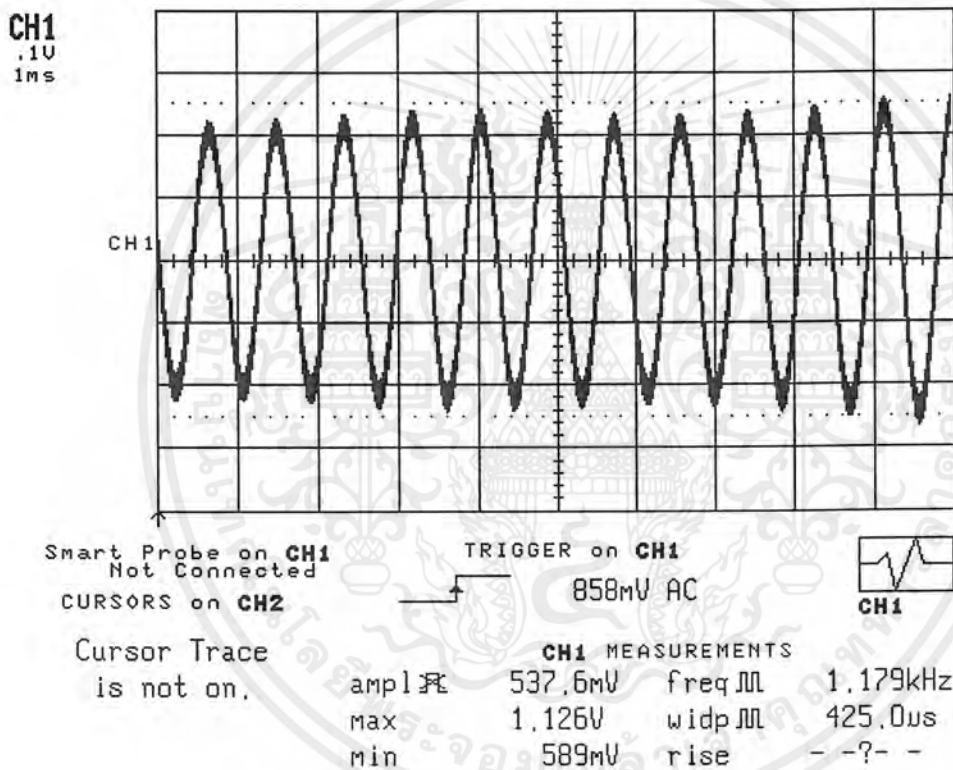 CH1
.1V
1ms
CH1
Smart Probe on CH1
Not Connected
TRIGGER on CH1
858mV AC
CURSORS on CH2
CH1
Cursor Trace
is not on.
CH1 MEASUREMENTS
ampl 537.6mV freq 1.179kHz
max 1.126V widp 425.0us
min 589mV rise - -?- -